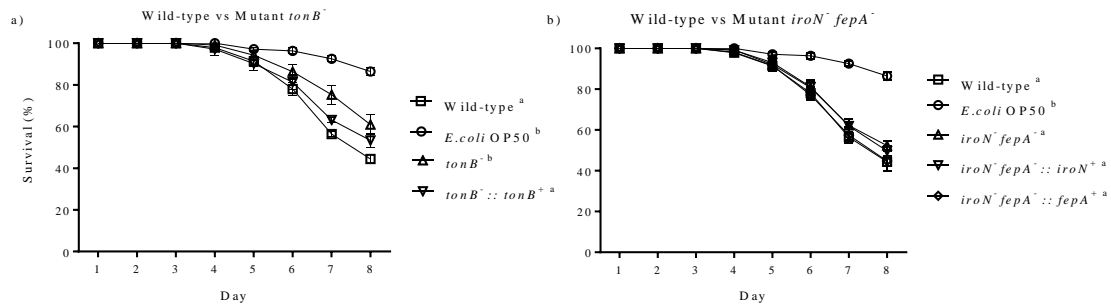 a)
Wild-type vs Mutant tonB⁻
Survival (%)
100
80
60
40
20
0
1 2 3 4 5 6 7 8
Day
Wild-type ᵃ
E.coli OP50 ᵇ
tonB⁻ ᵇ
tonB⁻ :: tonB⁺ ᵃ
b)
Wild-type vs Mutant iroN⁻ fepA⁻
100
80
60
40
20
0
1 2 3 4 5 6 7 8
Day
Wild-type ᵃ
E.coli OP50 ᵇ
iroN⁻ fepA⁻ ᵃ
iroN⁻ fepA⁻ :: iroN⁺ ᵃ
iroN⁻ fepA⁻ :: fepA⁺ ᵃ